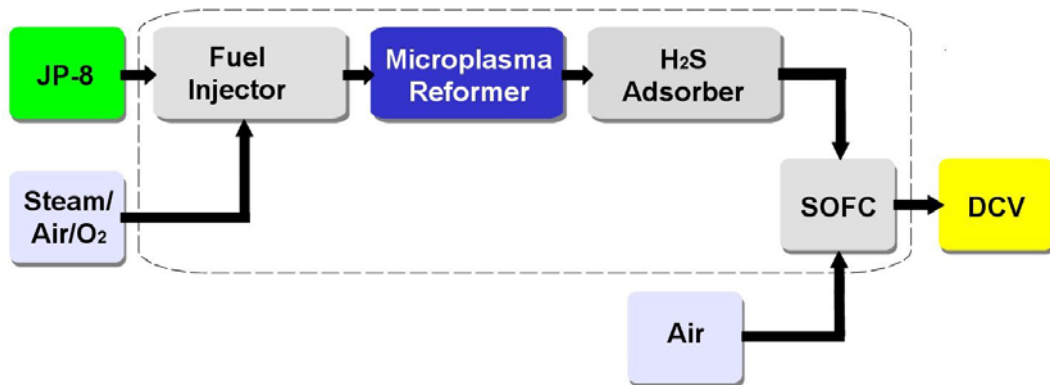 JP-8
Fuel
Injector
Microplasma
Reformer
H₂S
Adsorber
Steam/
Air/O₂
SOFC
DCV
Air